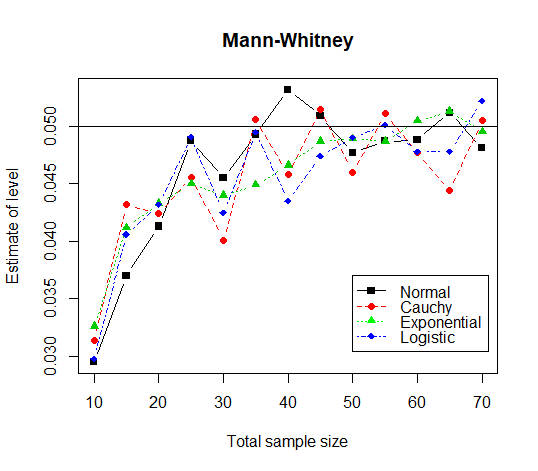 Mann-Whitney
Estimate of level
0.050
0.045
0.040
0.035
0.030
Normal
Cauchy
Exponential
Logistic
10 20 30 40 50 60 70
Total sample size